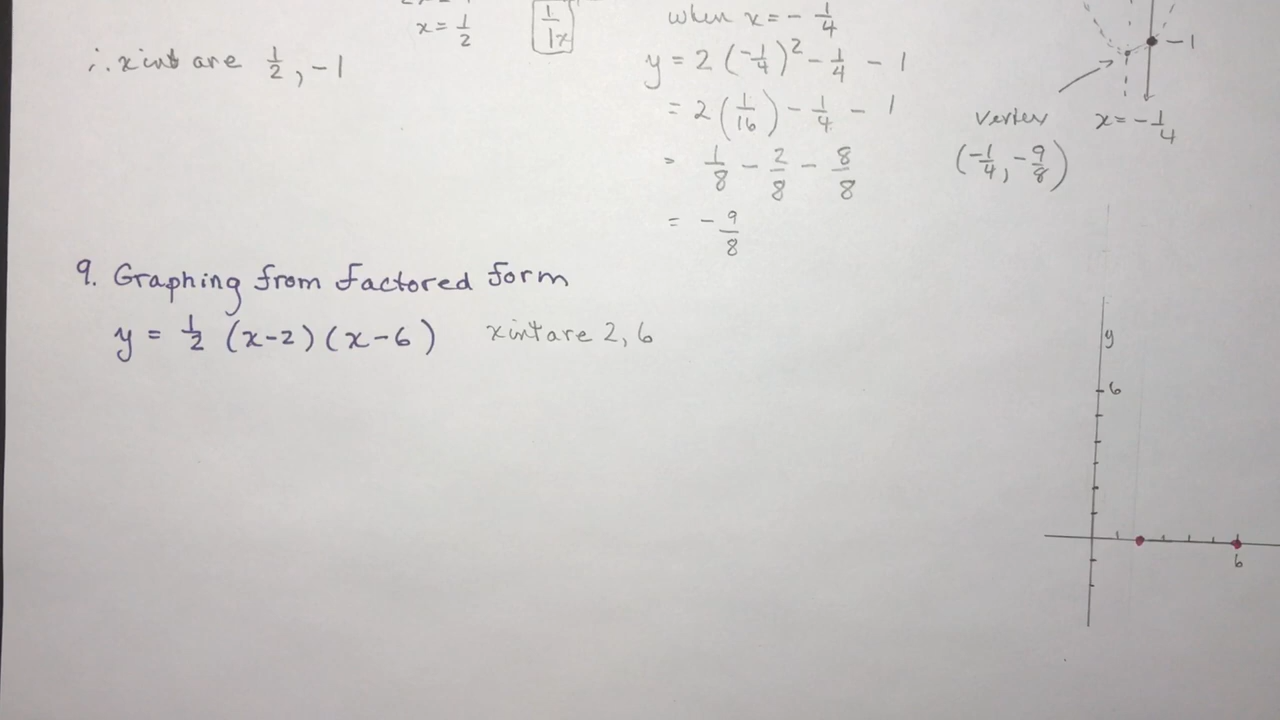 x = 1/2
1
1x
∴ x int are 1/2, -1
when x = - 1/4
y = 2 (-1/4)² - 1/4 - 1
= 2 (1/16) - 1/4 - 1
= 1/8 - 2/8 - 8/8
= - 9/8
-1
vertex
x = - 1/4
(-1/4, -9/8)
9. Graphing from factored form
y = 1/2 (x-2)(x-6)
x int are 2, 6
y
6
6